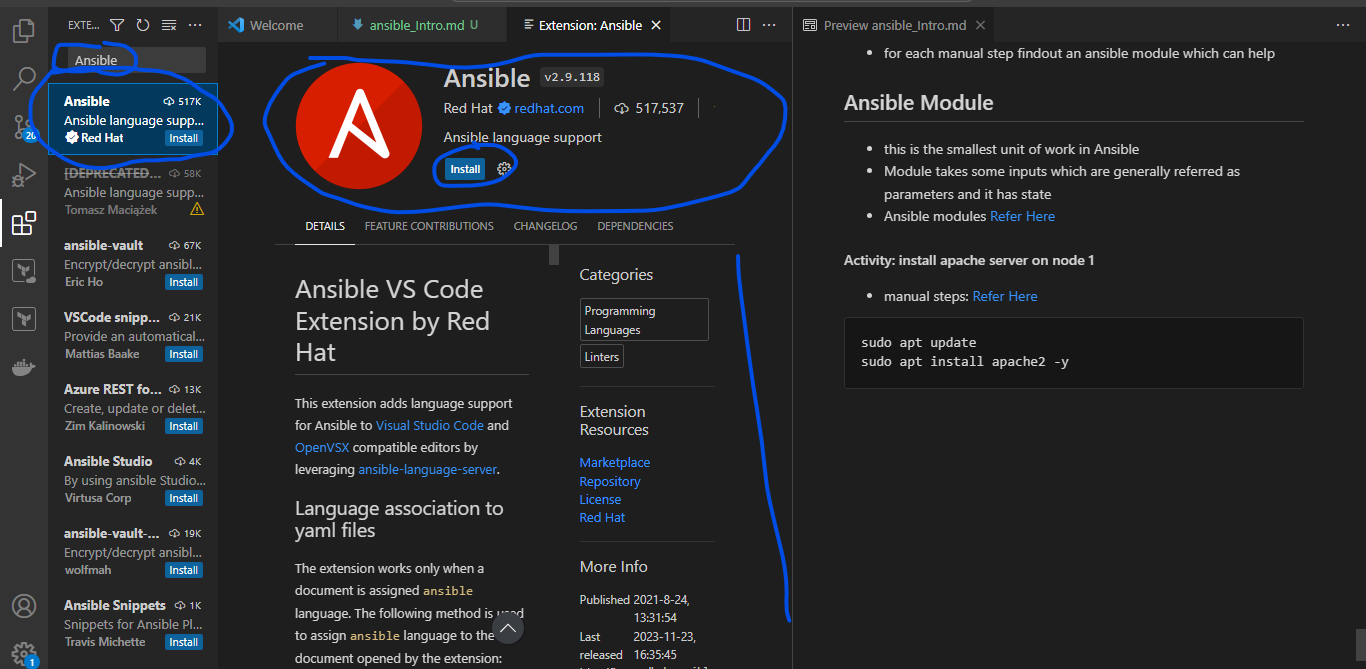 EXTE...
Ansible
Ansible 517K
Ansible language supp...
Red Hat Install
[DEPRECATED... 58K
Ansible language supp...
Tomasz Maciążek
ansible-vault 67K
Encrypt/decrypt ansibl...
Eric Ho Install
VSCode snipp... 21K
Provide an automatical...
Mattias Baake Install
Azure REST fo... 13K
Create, update or delet...
Zim Kalinowski Install
Ansible Studio 4K
By using ansible Studio...
Virtusa Corp Install
ansible-vault-... 19K
Encrypt/decrypt ansibl...
wolfmah Install
Ansible Snippets 1K
Snippets for Ansible Pl...
Travis Michette Install
1
Welcome
ansible_Intro.md U
Extension: Ansible
Ansible v2.9.118
Red Hat redhat.com 517,537
Ansible language support
Install
DETAILS FEATURE CONTRIBUTIONS CHANGELOG DEPENDENCIES
Ansible VS Code
Extension by Red
Hat
This extension adds language support
for Ansible to Visual Studio Code and
OpenVSX compatible editors by
leveraging ansible-language-server.
Language association to
yaml files
The extension works only when a
document is assigned ansible
language. The following method is used
to assign ansible language to the
document opened by the extension:
Categories
Programming
Languages
Linters
Extension
Resources
Marketplace
Repository
License
Red Hat
More Info
Published 2021-8-24,
13:31:54
Last 2023-11-23,
released 16:35:45
Preview ansible_Intro.md
for each manual step findout an ansible module which can help
Ansible Module
this is the smallest unit of work in Ansible
Module takes some inputs which are generally referred as
parameters and it has state
Ansible modules Refer Here
Activity: install apache server on node 1
manual steps: Refer Here
sudo apt update
sudo apt install apache2 -y